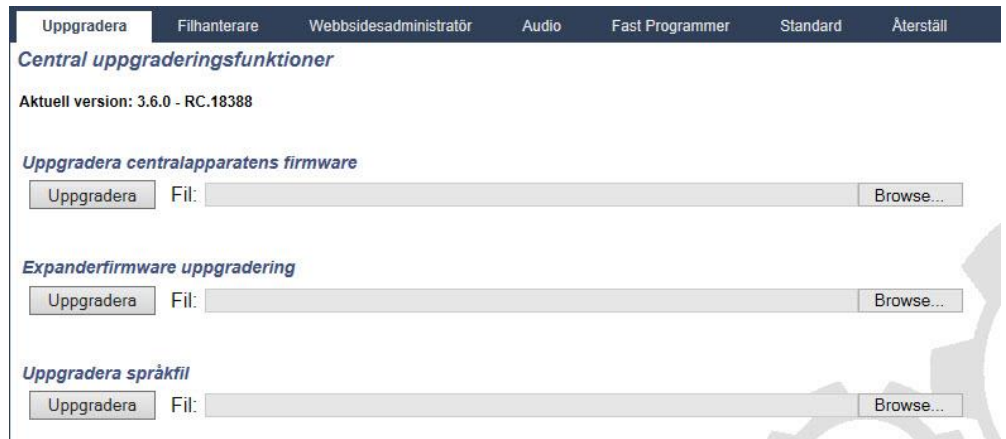 Uppgradera Filhanterare Webbsidesadministratör Audio Fast Programmer Standard Återställ
Central uppgraderingsfunktioner
Aktuell version: 3.6.0 - RC.18388
Uppgradera centralapparatens firmware
Uppgradera Fil: Browse...
Expanderfirmware uppgradering
Uppgradera Fil: Browse...
Uppgradera språkfil
Uppgradera Fil: Browse...